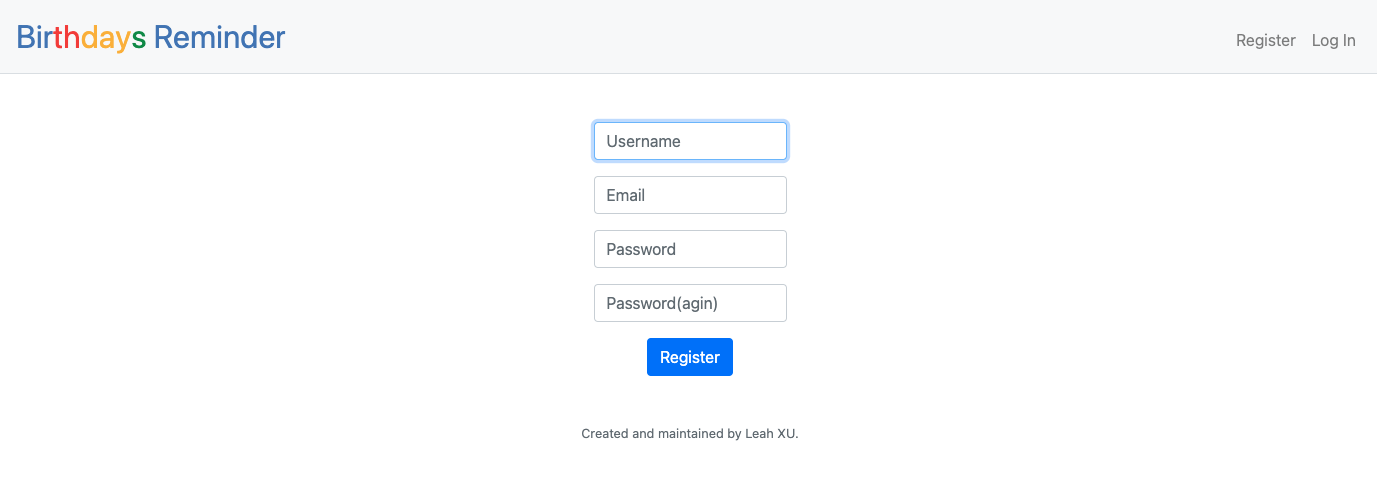 Birthdays Reminder
Register Log In
Username
Email
Password
Password(agin)
Register
Created and maintained by Leah XU.